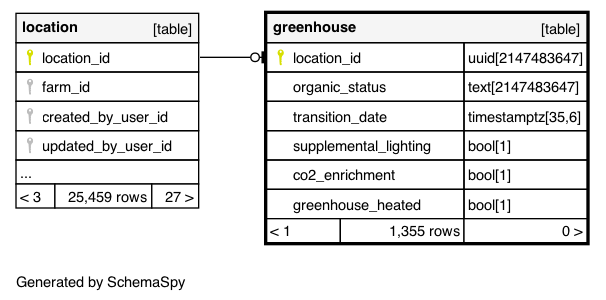 location [table]
location_id
farm_id
created_by_user_id
updated_by_user_id
...
< 3 25,459 rows 27 >
greenhouse [table]
location_id uuid[2147483647]
organic_status text[2147483647]
transition_date timestamptz[35,6]
supplemental_lighting bool[1]
co2_enrichment bool[1]
greenhouse_heated bool[1]
< 1 1,355 rows 0 >
Generated by SchemaSpy